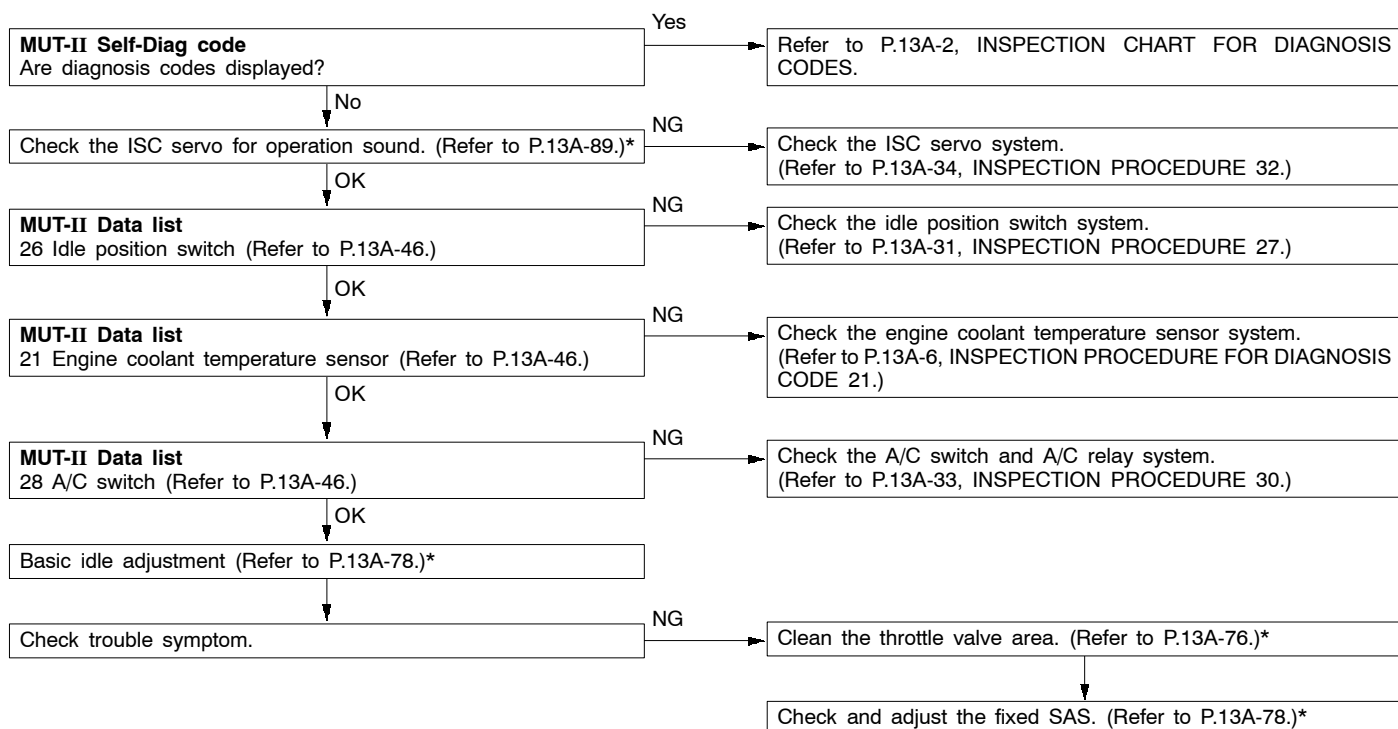 MUT-II Self-Diag code
Are diagnosis codes displayed?
Yes
Refer to P.13A-2, INSPECTION CHART FOR DIAGNOSIS
CODES.
No
Check the ISC servo for operation sound. (Refer to P.13A-89.)*
NG
Check the ISC servo system.
(Refer to P.13A-34, INSPECTION PROCEDURE 32.)
OK
MUT-II Data list
26 Idle position switch (Refer to P.13A-46.)
NG
Check the idle position switch system.
(Refer to P.13A-31, INSPECTION PROCEDURE 27.)
OK
MUT-II Data list
21 Engine coolant temperature sensor (Refer to P.13A-46.)
NG
Check the engine coolant temperature sensor system.
(Refer to P.13A-6, INSPECTION PROCEDURE FOR DIAGNOSIS
CODE 21.)
OK
MUT-II Data list
28 A/C switch (Refer to P.13A-46.)
NG
Check the A/C switch and A/C relay system.
(Refer to P.13A-33, INSPECTION PROCEDURE 30.)
OK
Basic idle adjustment (Refer to P.13A-78.)*
Check trouble symptom.
NG
Clean the throttle valve area. (Refer to P.13A-76.)*
Check and adjust the fixed SAS. (Refer to P.13A-78.)*